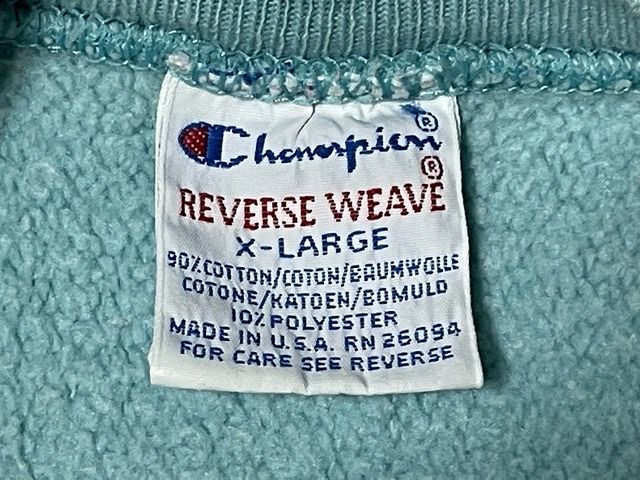 Champion®
®
REVERSE WEAVE
X-LARGE
90% COTTON/COTON/BAUMWOLLE
COTONE/KATOEN/BOMULD
10% POLYESTER
MADE IN U.S.A. RN 26094
FOR CARE SEE REVERSE